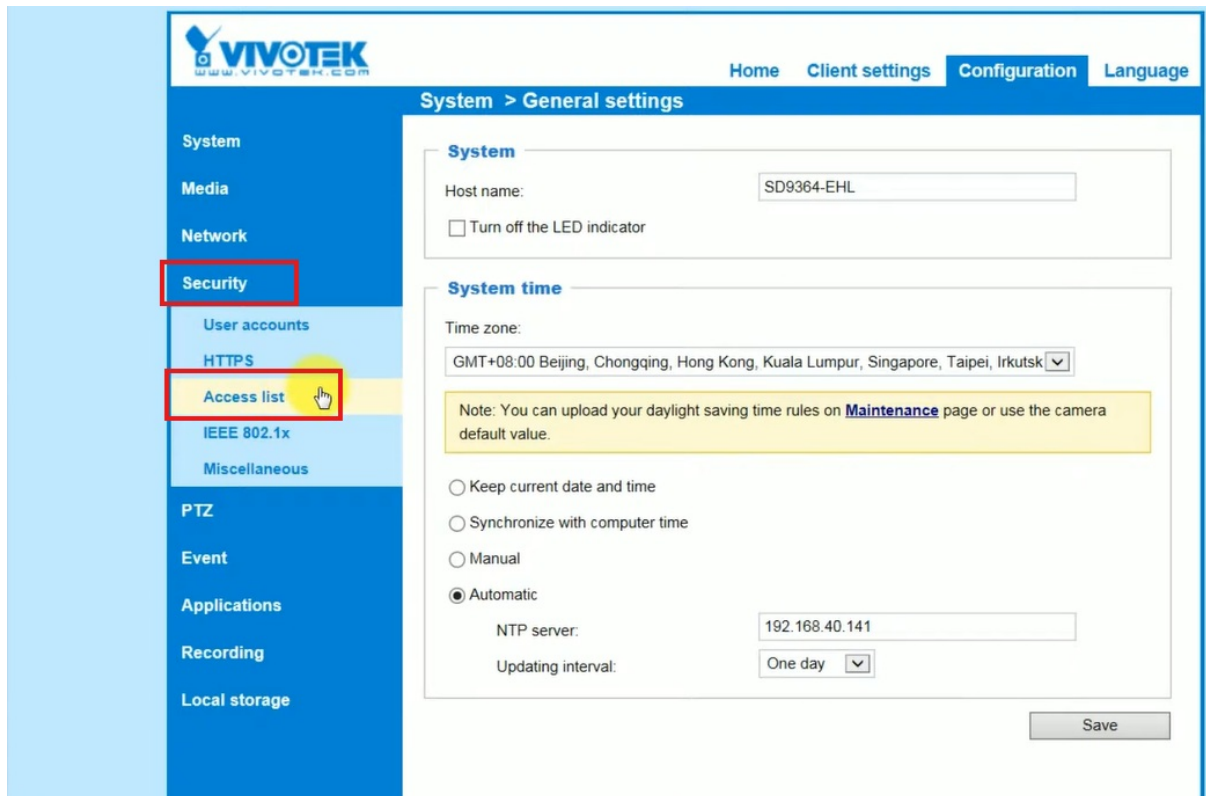 VIVOTEK
www.vivotek.com
Home Client settings Configuration Language
System > General settings
System
Media
Network
Security
User accounts
HTTPS
Access list
IEEE 802.1x
Miscellaneous
PTZ
Event
Applications
Recording
Local storage
System
Host name: SD9364-EHL
Turn off the LED indicator
System time
Time zone:
GMT+08:00 Beijing, Chongqing, Hong Kong, Kuala Lumpur, Singapore, Taipei, Irkutsk
Note: You can upload your daylight saving time rules on Maintenance page or use the camera
default value.
Keep current date and time
Synchronize with computer time
Manual
Automatic
NTP server: 192.168.40.141
Updating interval: One day
Save